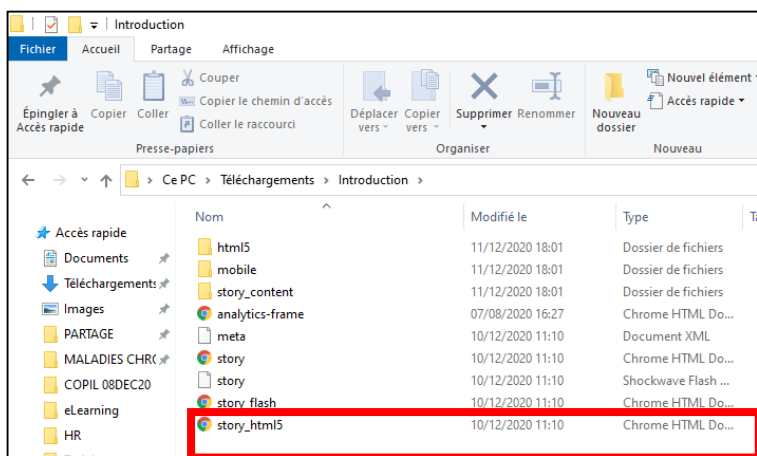 Introduction
Fichier Accueil Partage Affichage
Épingler à Accès rapide
Copier
Coller
Couper
Copier le chemin d'accès
Coller le raccourci
Déplacer vers
Copier vers
Supprimer
Renommer
Nouveau dossier
Nouvel élément
Accès rapide
Presse-papiers Organiser Nouveau
Ce PC > Téléchargements > Introduction >
Nom Modifié le Type
Accès rapide
Documents
Téléchargements
Images
PARTAGE
MALADIES CHR
COPIL 08DEC20
eLearning
HR
html5 11/12/2020 18:01 Dossier de fichiers
mobile 11/12/2020 18:01 Dossier de fichiers
story_content 11/12/2020 18:01 Dossier de fichiers
analytics-frame 07/08/2020 16:27 Chrome HTML Do...
meta 10/12/2020 11:10 Document XML
story 10/12/2020 11:10 Chrome HTML Do...
story 10/12/2020 11:10 Shockwave Flash ...
story_flash 10/12/2020 11:10 Chrome HTML Do...
story_html5 10/12/2020 11:10 Chrome HTML Do...